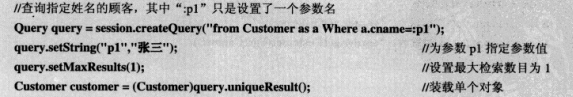 //查询指定姓名的顾客，其中“:p1”只是设置了一个参数名
Query query = session.createQuery("from Customer as a Where a.cname=:p1");
query.setString("p1","张三"); //为参数 p1 指定参数值
query.setMaxResults(1); //设置最大检索数目为 1
Customer customer = (Customer)query.uniqueResult(); //装载单个对象